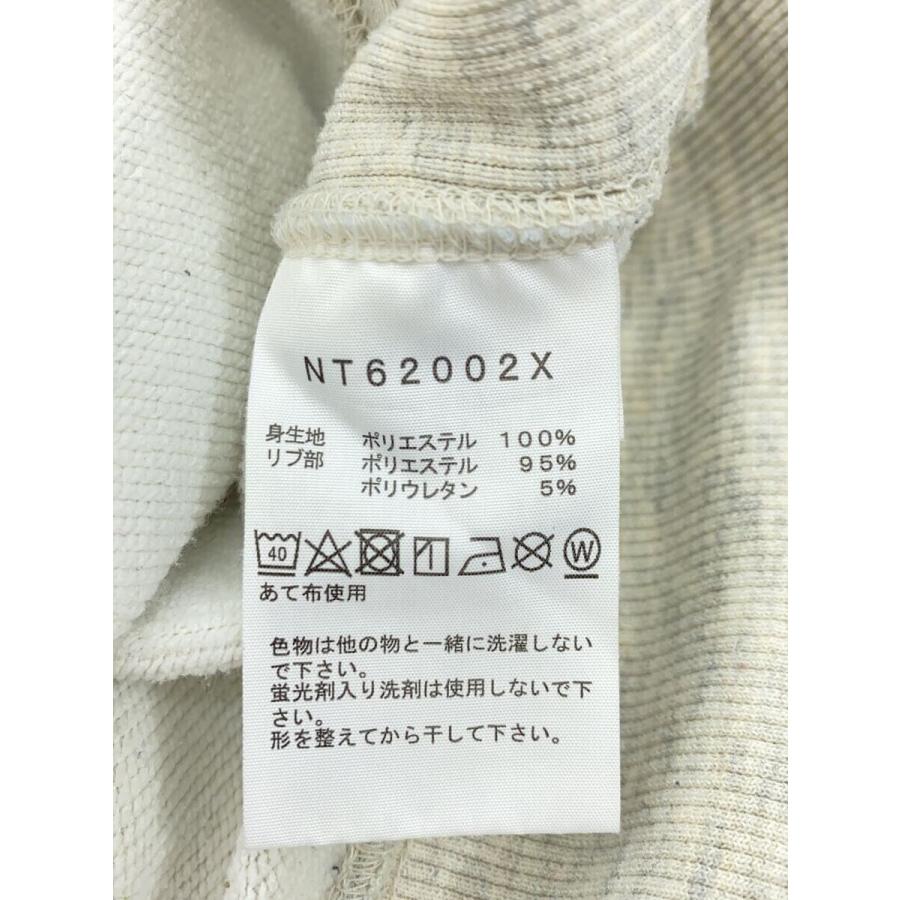 NT62002X
身生地 ポリエステル 100%
リブ部 ポリエステル 95%
ポリウレタン 5%
40 W
あて布使用
色物は他の物と一緒に洗濯しない
で下さい。
蛍光剤入り洗剤は使用しないで下
さい。
形を整えてから干して下さい。